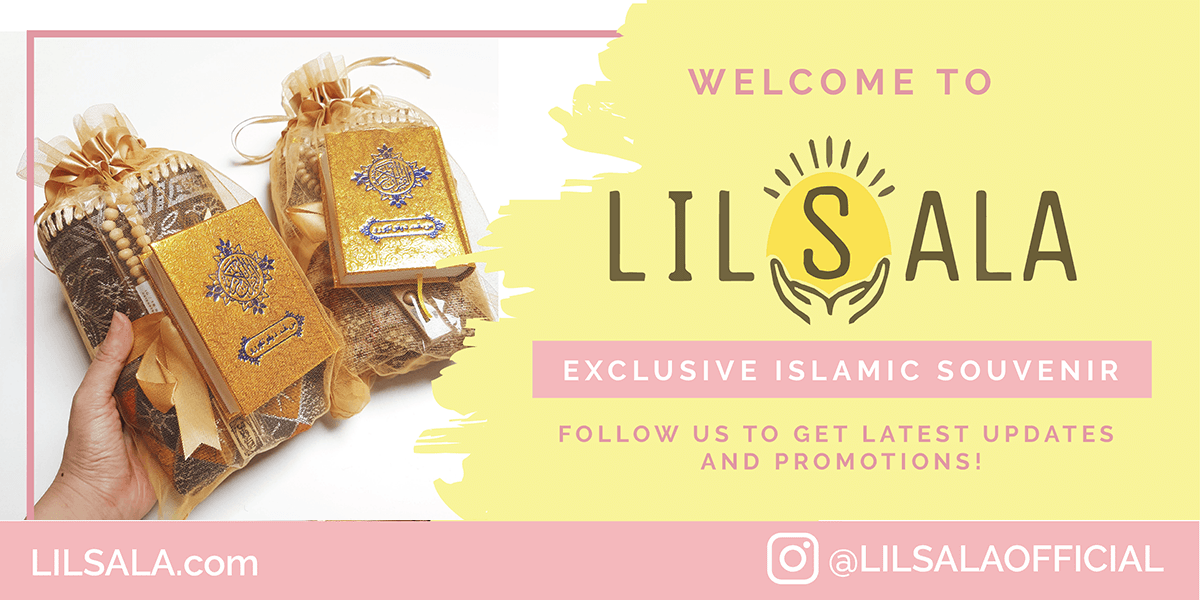 WELCOME TO
LILSALA
EXCLUSIVE ISLAMIC SOUVENIR
FOLLOW US TO GET LATEST UPDATES
AND PROMOTIONS!
LILSALA.com
@LILSALAOFFICIAL